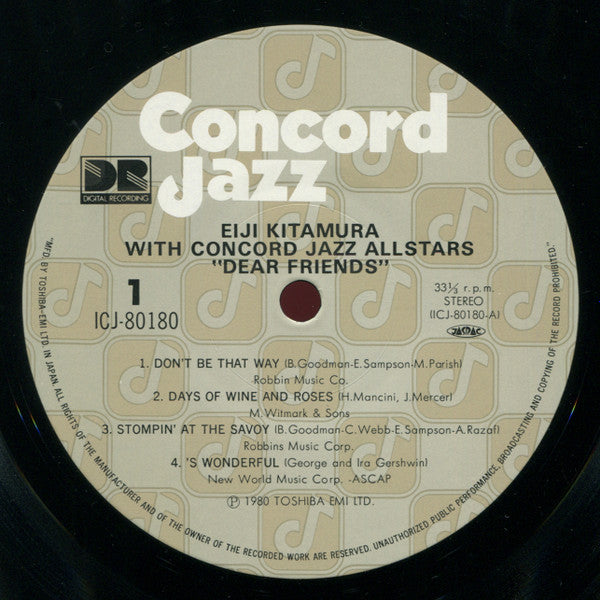 Concord
Jazz
DR
DIGITAL RECORDING
EIJI KITAMURA
WITH CONCORD JAZZ ALLSTARS
"DEAR FRIENDS"
1
ICJ-80180
33⅓ r.p.m.
STEREO
(ICJ-80180-A)
JASRAC
1. DON'T BE THAT WAY (B.Goodman-E.Sampson-M.Parish)
Robbin Music Co.
2. DAYS OF WINE AND ROSES (H.Mancini, J.Mercer)
M.Witmark & Sons
3. STOMPIN' AT THE SAVOY (B.Goodman-C.Webb-E.Sampson-A.Razaf)
Robbins Music Corp.
4. 'S WONDERFUL (George and Ira Gershwin)
New World Music Corp. -ASCAP
Ⓟ 1980 TOSHIBA EMI LTD.
"MFD. BY TOSHIBA-EMI LTD. IN JAPAN. ALL RIGHTS OF THE MANUFACTURER AND OF THE OWNER OF THE RECORDED WORK ARE RESERVED. UNAUTHORIZED PUBLIC PERFORMANCE, BROADCASTING AND COPYING OF THE RECORD PROHIBITED."